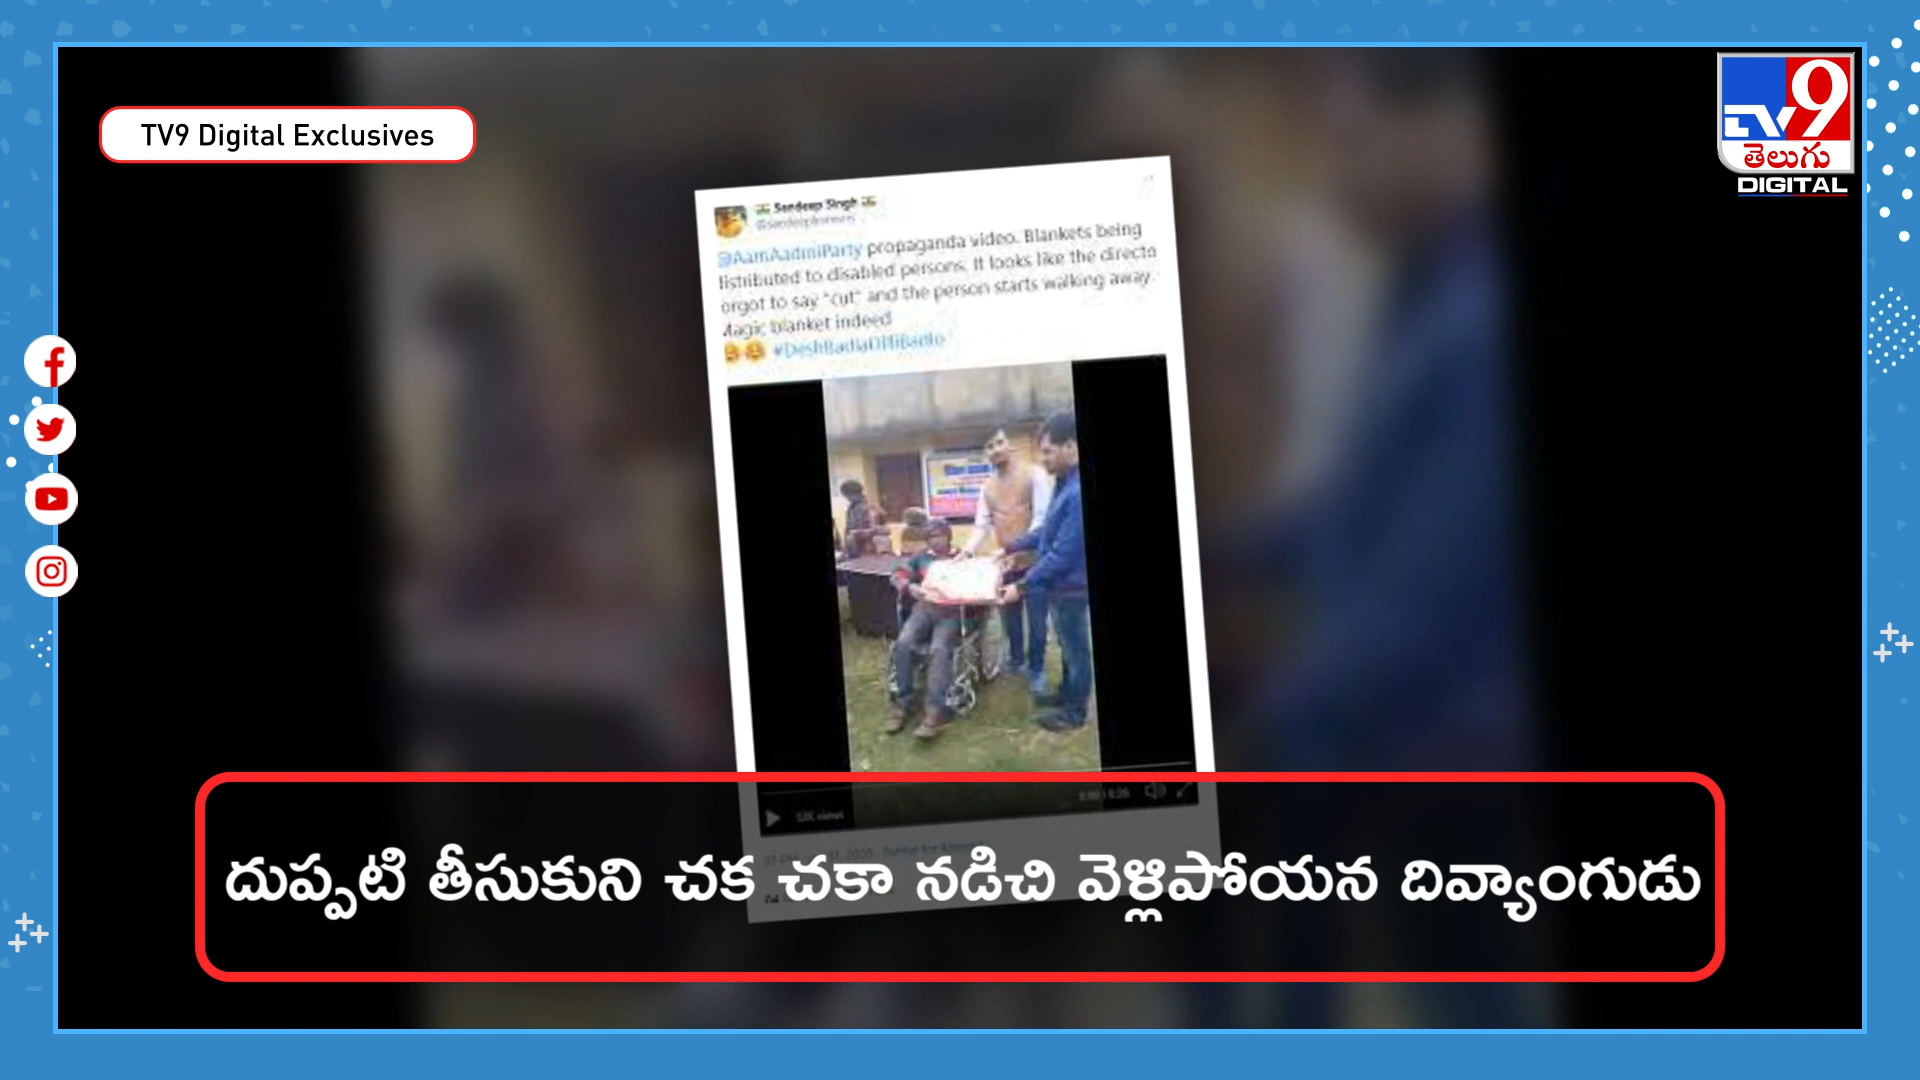 TV9 Digital Exclusives
TV9
తెలుగు
DIGITAL
Sandeep Singh
@AamAadmiParty propaganda video. Blankets being
listributed to disabled persons. It looks like the directo
orgot to say "cut" and the person starts walking away.
Magic blanket indeed
దుప్పటి తీసుకుని చక చకా నడిచి వెళ్లిపోయన దివ్యాంగుడు